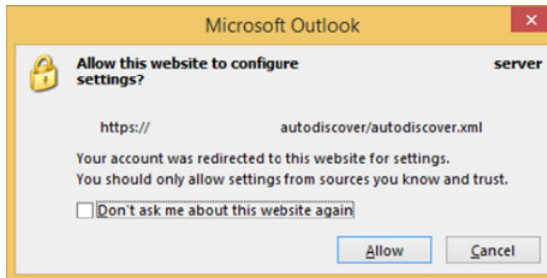 Microsoft Outlook
Allow this website to configure server
settings?
https:// autodiscover/autodiscover.xml
Your account was redirected to this website for settings.
You should only allow settings from sources you know and trust.
Don't ask me about this website again
Allow Cancel